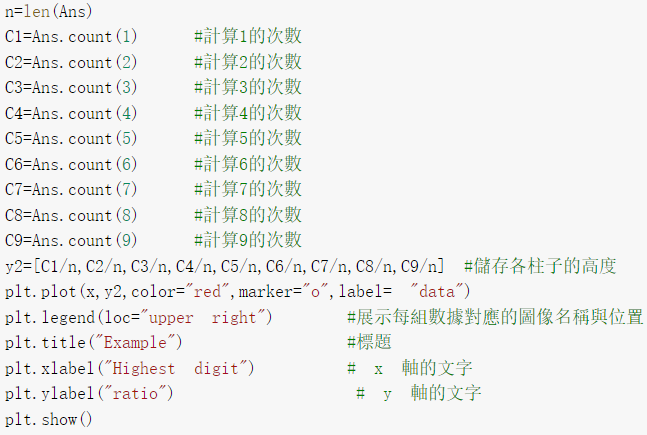 n=len(Ans)
C1=Ans.count(1)      #計算1的次數
C2=Ans.count(2)      #計算2的次數
C3=Ans.count(3)      #計算3的次數
C4=Ans.count(4)      #計算4的次數
C5=Ans.count(5)      #計算5的次數
C6=Ans.count(6)      #計算6的次數
C7=Ans.count(7)      #計算7的次數
C8=Ans.count(8)      #計算8的次數
C9=Ans.count(9)      #計算9的次數
y2=[C1/n,C2/n,C3/n,C4/n,C5/n,C6/n,C7/n,C8/n,C9/n]  #儲存各柱子的高度
plt.plot(x,y2,color="red",marker="o",label=  "data")
plt.legend(loc="upper  right")        #展示每組數據對應的圖像名稱與位置
plt.title("Example")                  #標題
plt.xlabel("Highest  digit")          #  x  軸的文字
plt.ylabel("ratio")                    #  y  軸的文字
plt.show()